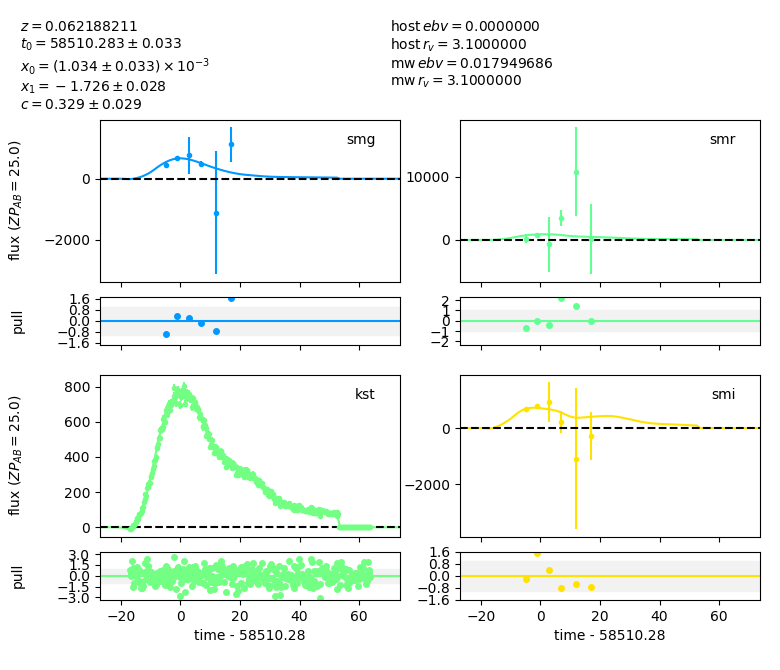 z = 0.062188211
t₀ = 58510.283 ± 0.033
x₀ = (1.034 ± 0.033) × 10⁻³
x₁ = −1.726 ± 0.028
c = 0.329 ± 0.029
host ebv = 0.0000000
host r_v = 3.1000000
mw ebv = 0.017949686
mw r_v = 3.1000000
smg
flux (ZP_AB = 25.0)
0
−2000
smr
10000
0
pull
1.6
0.8
0.0
−0.8
−1.6
2
1
0
−1
−2
kst
flux (ZP_AB = 25.0)
800
600
400
200
0
smi
0
−2000
pull
3.0
1.5
0.0
−1.5
−3.0
−20 0 20 40 60
time - 58510.28
1.6
0.8
0.0
−0.8
−1.6
−20 0 20 40 60
time - 58510.28